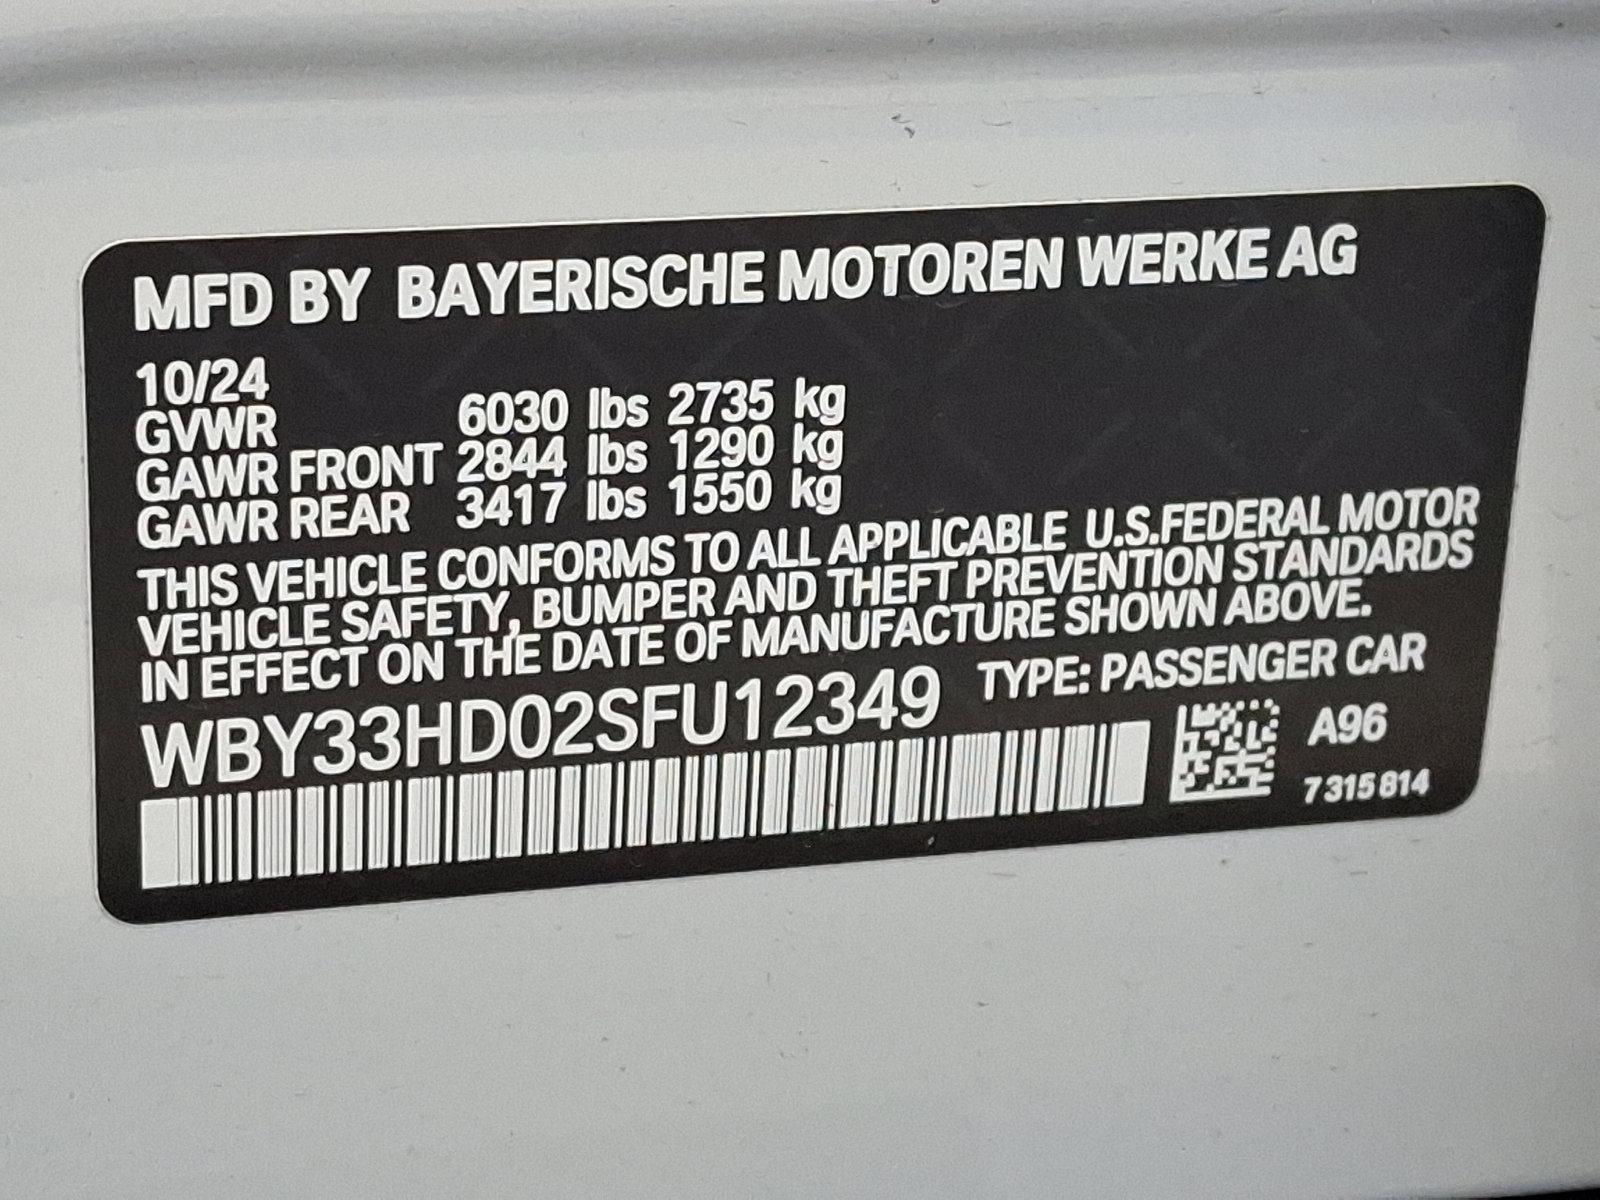 MFD BY BAYERISCHE MOTOREN WERKE AG
10/24
GVWR 6030 lbs 2735 kg
GAWR FRONT 2844 lbs 1290 kg
GAWR REAR 3417 lbs 1550 kg
THIS VEHICLE CONFORMS TO ALL APPLICABLE U.S.FEDERAL MOTOR
VEHICLE SAFETY, BUMPER AND THEFT PREVENTION STANDARDS
IN EFFECT ON THE DATE OF MANUFACTURE SHOWN ABOVE.
WBY33HD02SFU12349 TYPE: PASSENGER CAR
A96
7315814